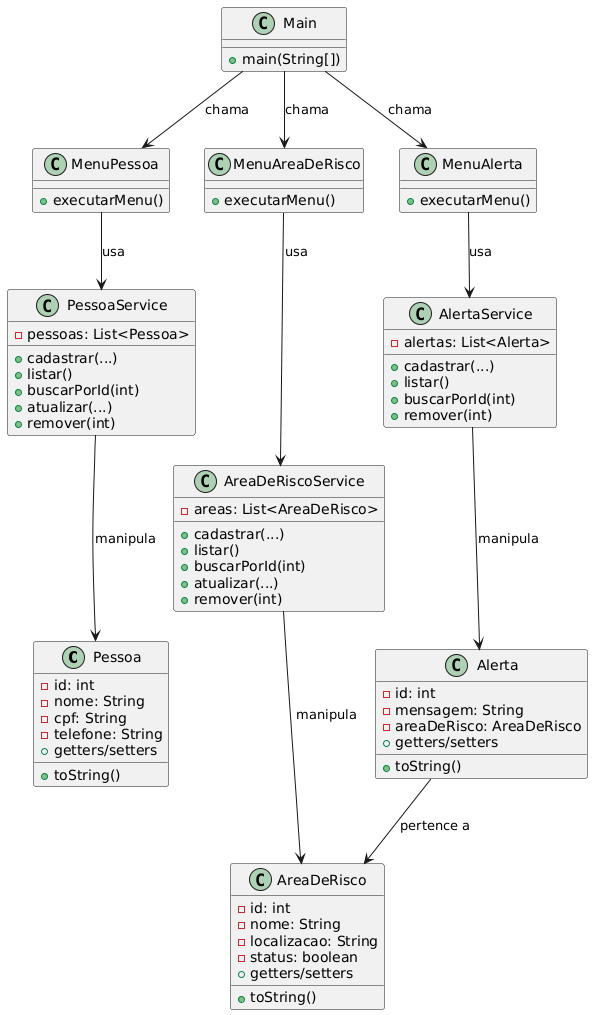 C Main
main(String[])
chama
chama
chama
C MenuPessoa
executarMenu()
C MenuAreaDeRisco
executarMenu()
C MenuAlerta
executarMenu()
usa
usa
usa
C PessoaService
pessoas: List<Pessoa>
cadastrar(...)
listar()
buscarPorId(int)
atualizar(...)
remover(int)
C AlertaService
alertas: List<Alerta>
cadastrar(...)
listar()
buscarPorId(int)
remover(int)
C AreaDeRiscoService
areas: List<AreaDeRisco>
cadastrar(...)
listar()
buscarPorId(int)
atualizar(...)
remover(int)
manipula
manipula
manipula
C Pessoa
id: int
nome: String
cpf: String
telefone: String
getters/setters
toString()
C Alerta
id: int
mensagem: String
areaDeRisco: AreaDeRisco
getters/setters
toString()
pertence a
C AreaDeRisco
id: int
nome: String
localizacao: String
status: boolean
getters/setters
toString()